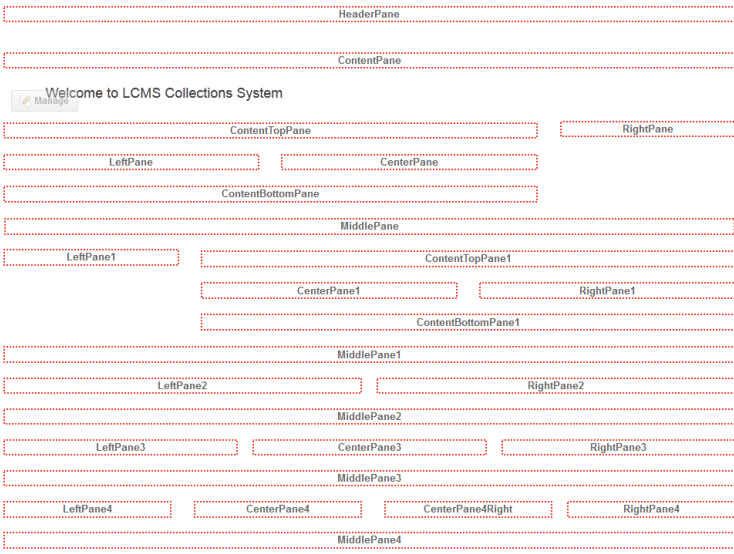 HeaderPane
ContentPane
Welcome to LCMS Collections System
Manage
ContentTopPane RightPane
LeftPane CenterPane
ContentBottomPane
MiddlePane
LeftPane1 ContentTopPane1
CenterPane1 RightPane1
ContentBottomPane1
MiddlePane1
LeftPane2 RightPane2
MiddlePane2
LeftPane3 CenterPane3 RightPane3
MiddlePane3
LeftPane4 CenterPane4 CenterPane4Right RightPane4
MiddlePane4